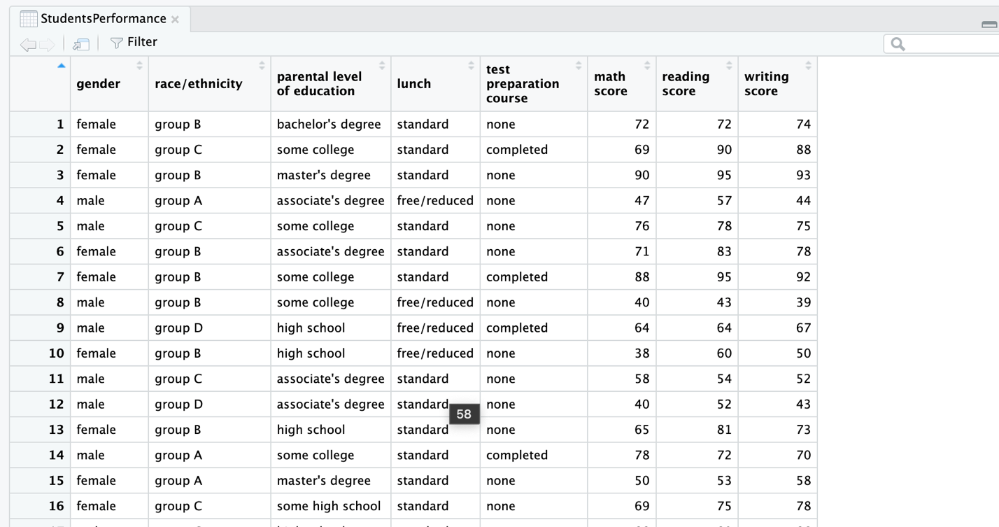 StudentsPerformance
Filter
gender race/ethnicity parental level of education lunch test preparation course math score reading score writing score
1 female group B bachelor's degree standard none 72 72 74
2 female group C some college standard completed 69 90 88
3 female group B master's degree standard none 90 95 93
4 male group A associate's degree free/reduced none 47 57 44
5 male group C some college standard none 76 78 75
6 female group B associate's degree standard none 71 83 78
7 female group B some college standard completed 88 95 92
8 male group B some college free/reduced none 40 43 39
9 male group D high school free/reduced completed 64 64 67
10 female group B high school free/reduced none 38 60 50
11 male group C associate's degree standard none 58 54 52
12 male group D associate's degree standard none 40 52 43
58
13 female group B high school standard none 65 81 73
14 male group A some college standard completed 78 72 70
15 female group A master's degree standard none 50 53 58
16 female group C some high school standard none 69 75 78